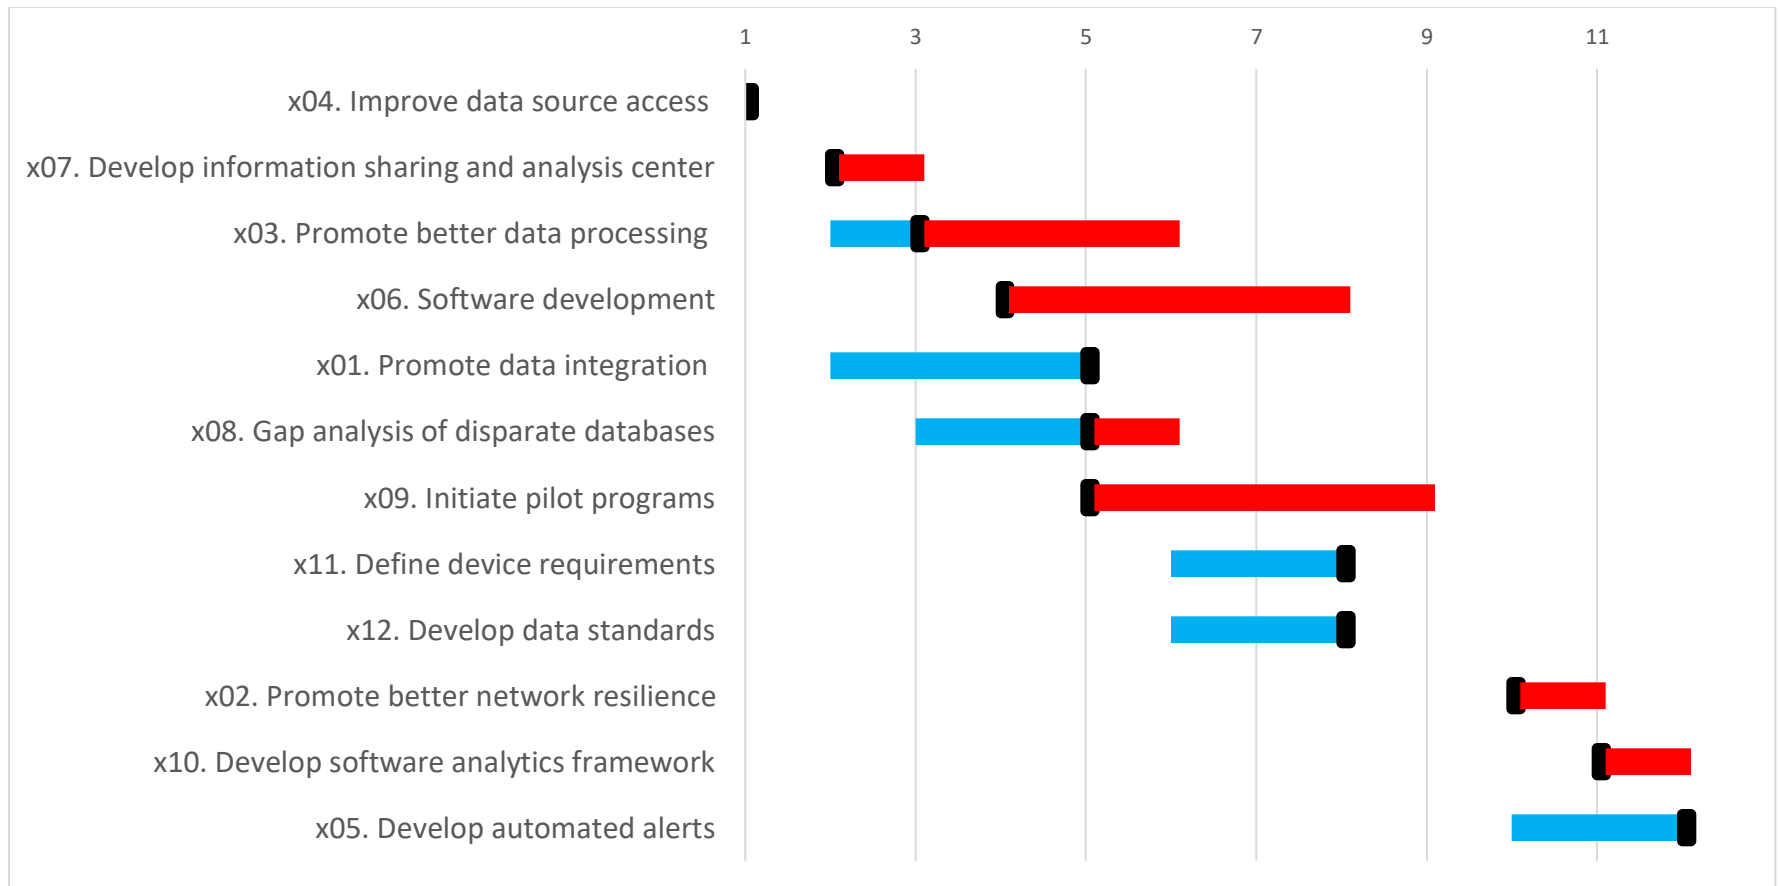 1 3 5 7 9 11
x04. Improve data source access
x07. Develop information sharing and analysis center
x03. Promote better data processing
x06. Software development
x01. Promote data integration
x08. Gap analysis of disparate databases
x09. Initiate pilot programs
x11. Define device requirements
x12. Develop data standards
x02. Promote better network resilience
x10. Develop software analytics framework
x05. Develop automated alerts